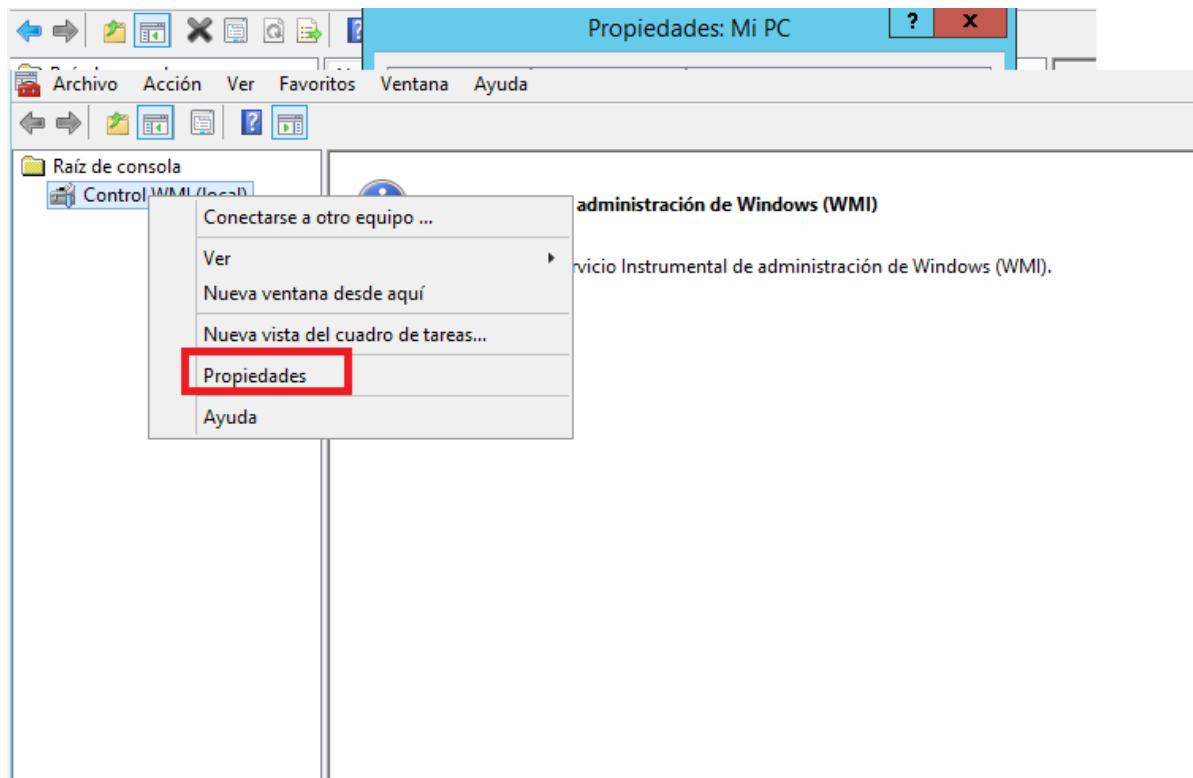 Propiedades: Mi PC
? x
Archivo Acción Ver Favoritos Ventana Ayuda
Raíz de consola
Control WMI (local)
administración de Windows (WMI)
Conectarse a otro equipo ...
Ver
Instrumental de administración de Windows (WMI).
Nueva ventana desde aquí
Nueva vista del cuadro de tareas...
Propiedades
Ayuda